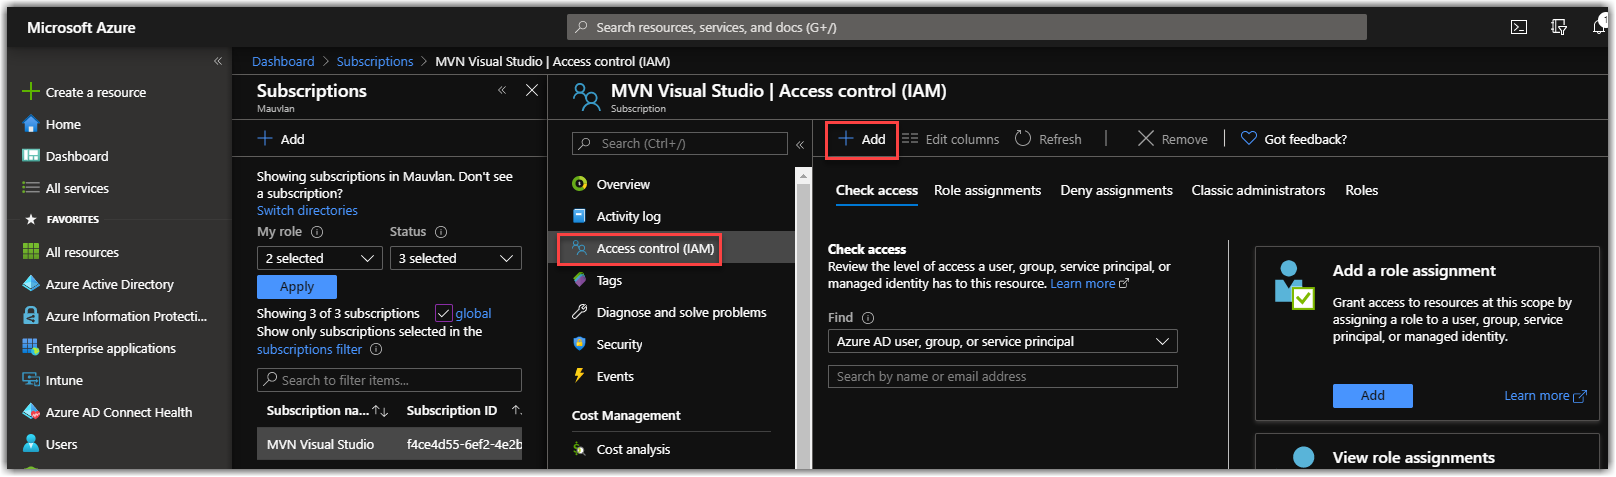 Microsoft Azure
Search resources, services, and docs (G+/)
Create a resource
Home
Dashboard
All services
FAVORITES
All resources
Azure Active Directory
Azure Information Protecti...
Enterprise applications
Intune
Azure AD Connect Health
Users
Dashboard > Subscriptions > MVN Visual Studio | Access control (IAM)
Subscriptions
Mauvlan
Add
Showing subscriptions in Mauvlan. Don't see
a subscription?
Switch directories
My role
Status
2 selected
3 selected
Apply
Showing 3 of 3 subscriptions
global
Show only subscriptions selected in the
subscriptions filter
Search to filter items...
Subscription na...
Subscription ID
MVN Visual Studio
f4ce4d55-6ef2-4e2b
MVN Visual Studio | Access control (IAM)
Subscription
Search (Ctrl+/)
Overview
Activity log
Access control (IAM)
Tags
Diagnose and solve problems
Security
Events
Cost Management
Cost analysis
Add
Edit columns
Refresh
Remove
Got feedback?
Check access
Role assignments
Deny assignments
Classic administrators
Roles
Check access
Review the level of access a user, group, service principal, or
managed identity has to this resource. Learn more
Find
Azure AD user, group, or service principal
Search by name or email address
Add a role assignment
Grant access to resources at this scope by
assigning a role to a user, group, service
principal, or managed identity.
Add
Learn more
View role assignments